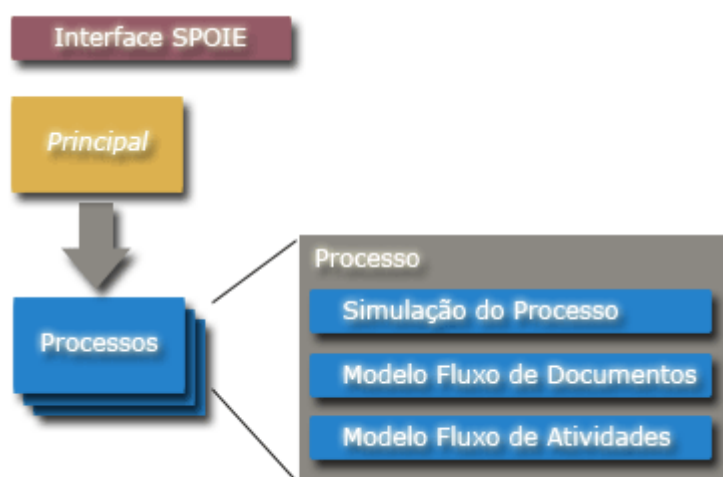 Interface SPOIE
Principal
Processos
Processo
Simulação do Processo
Modelo Fluxo de Documentos
Modelo Fluxo de Atividades